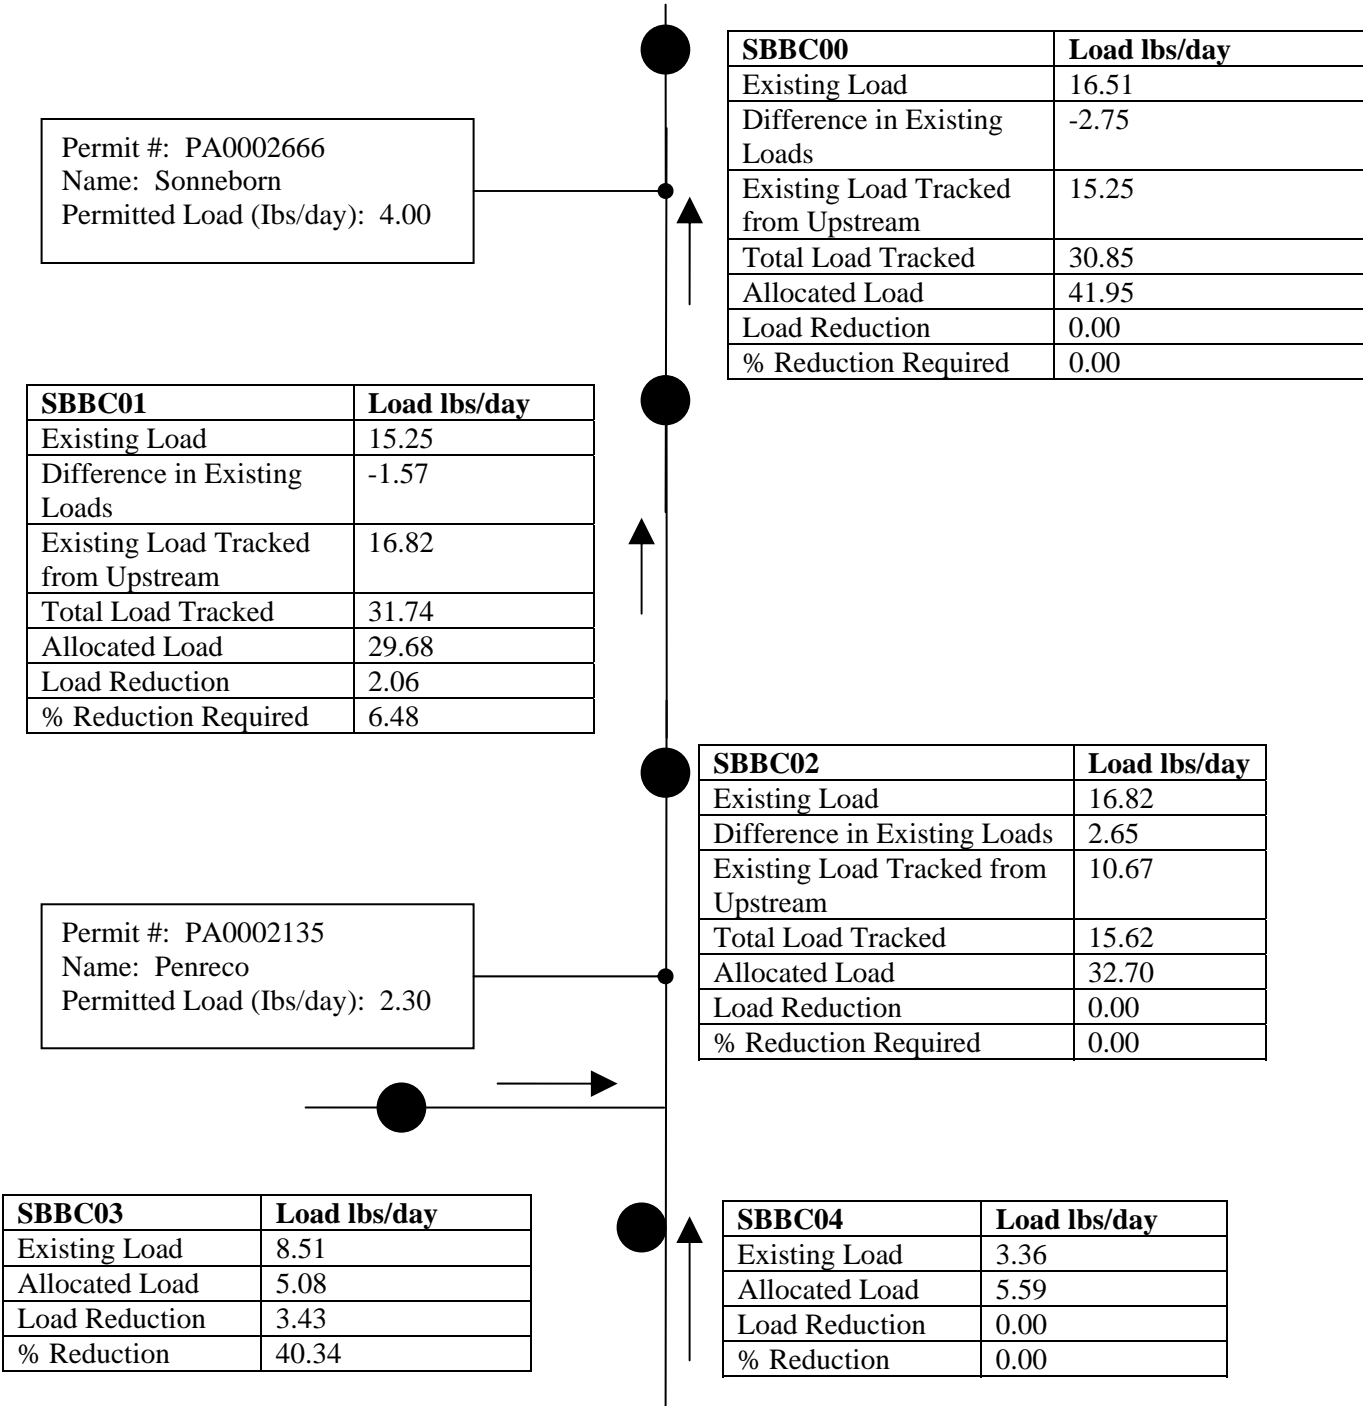 SBBC00 Load lbs/day
Existing Load 16.51
Difference in Existing -2.75
Loads
Existing Load Tracked 15.25
from Upstream
Total Load Tracked 30.85
Allocated Load 41.95
Load Reduction 0.00
% Reduction Required 0.00
Permit #: PA0002666
Name: Sonneborn
Permitted Load (Ibs/day): 4.00
SBBC01 Load lbs/day
Existing Load 15.25
Difference in Existing -1.57
Loads
Existing Load Tracked 16.82
from Upstream
Total Load Tracked 31.74
Allocated Load 29.68
Load Reduction 2.06
% Reduction Required 6.48
SBBC02 Load lbs/day
Existing Load 16.82
Difference in Existing Loads 2.65
Existing Load Tracked from 10.67
Upstream
Total Load Tracked 15.62
Allocated Load 32.70
Load Reduction 0.00
% Reduction Required 0.00
Permit #: PA0002135
Name: Penreco
Permitted Load (Ibs/day): 2.30
SBBC03 Load lbs/day
Existing Load 8.51
Allocated Load 5.08
Load Reduction 3.43
% Reduction 40.34
SBBC04 Load lbs/day
Existing Load 3.36
Allocated Load 5.59
Load Reduction 0.00
% Reduction 0.00